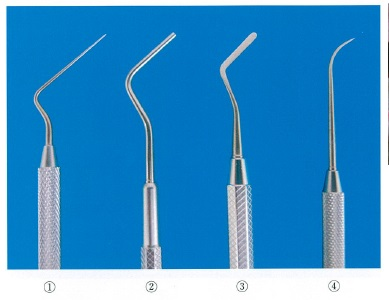 ① ② ③ ④